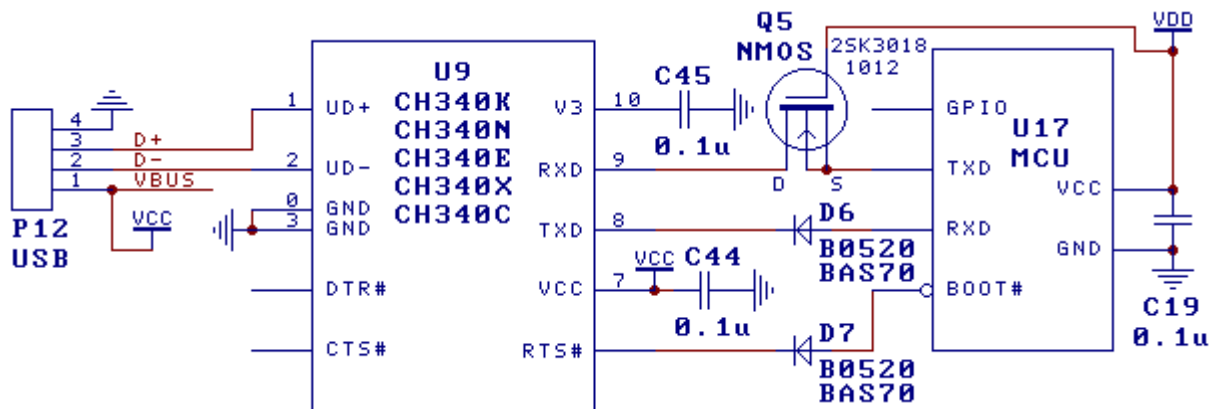 Q5
NMOS
2SK3018
1012
VDD
U9
CH340K
CH340N
CH340E
CH340X
CH340C
C45
0.1u
1
UD+
V3
10
GPIO
U17
MCU
4
3
D+
2
D-
1
VBUS
2
UD-
RXD
9
D
S
TXD
VCC
P12
USB
VCC
0
GND
3
GND
TXD
8
D6
B0520
BAS70
RXD
GND
DTR#
VCC
7
VCC
C44
0.1u
BOOT#
C19
0.1u
CTS#
RTS#
D7
B0520
BAS70